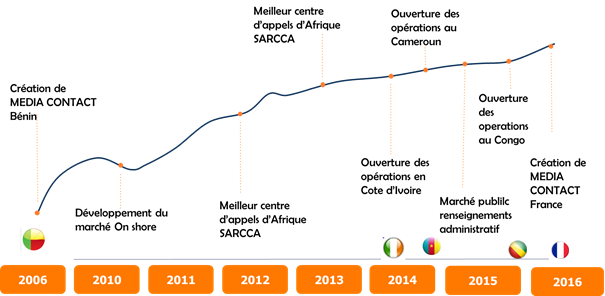 Création de
MEDIA CONTACT
Bénin
Développement du
marché On shore
Meilleur centre
d'appels d'Afrique
SARCCA
Meilleur centre
d'appels d'Afrique
SARCCA
Ouverture des
opérations en
Cote d'Ivoire
Ouverture des
opérations au
Cameroun
Marché publilc
renseignements
administratif
Ouverture
des
operations
au Congo
Création de
MEDIA
CONTACT
France
2006
2010
2011
2012
2013
2014
2015
2016